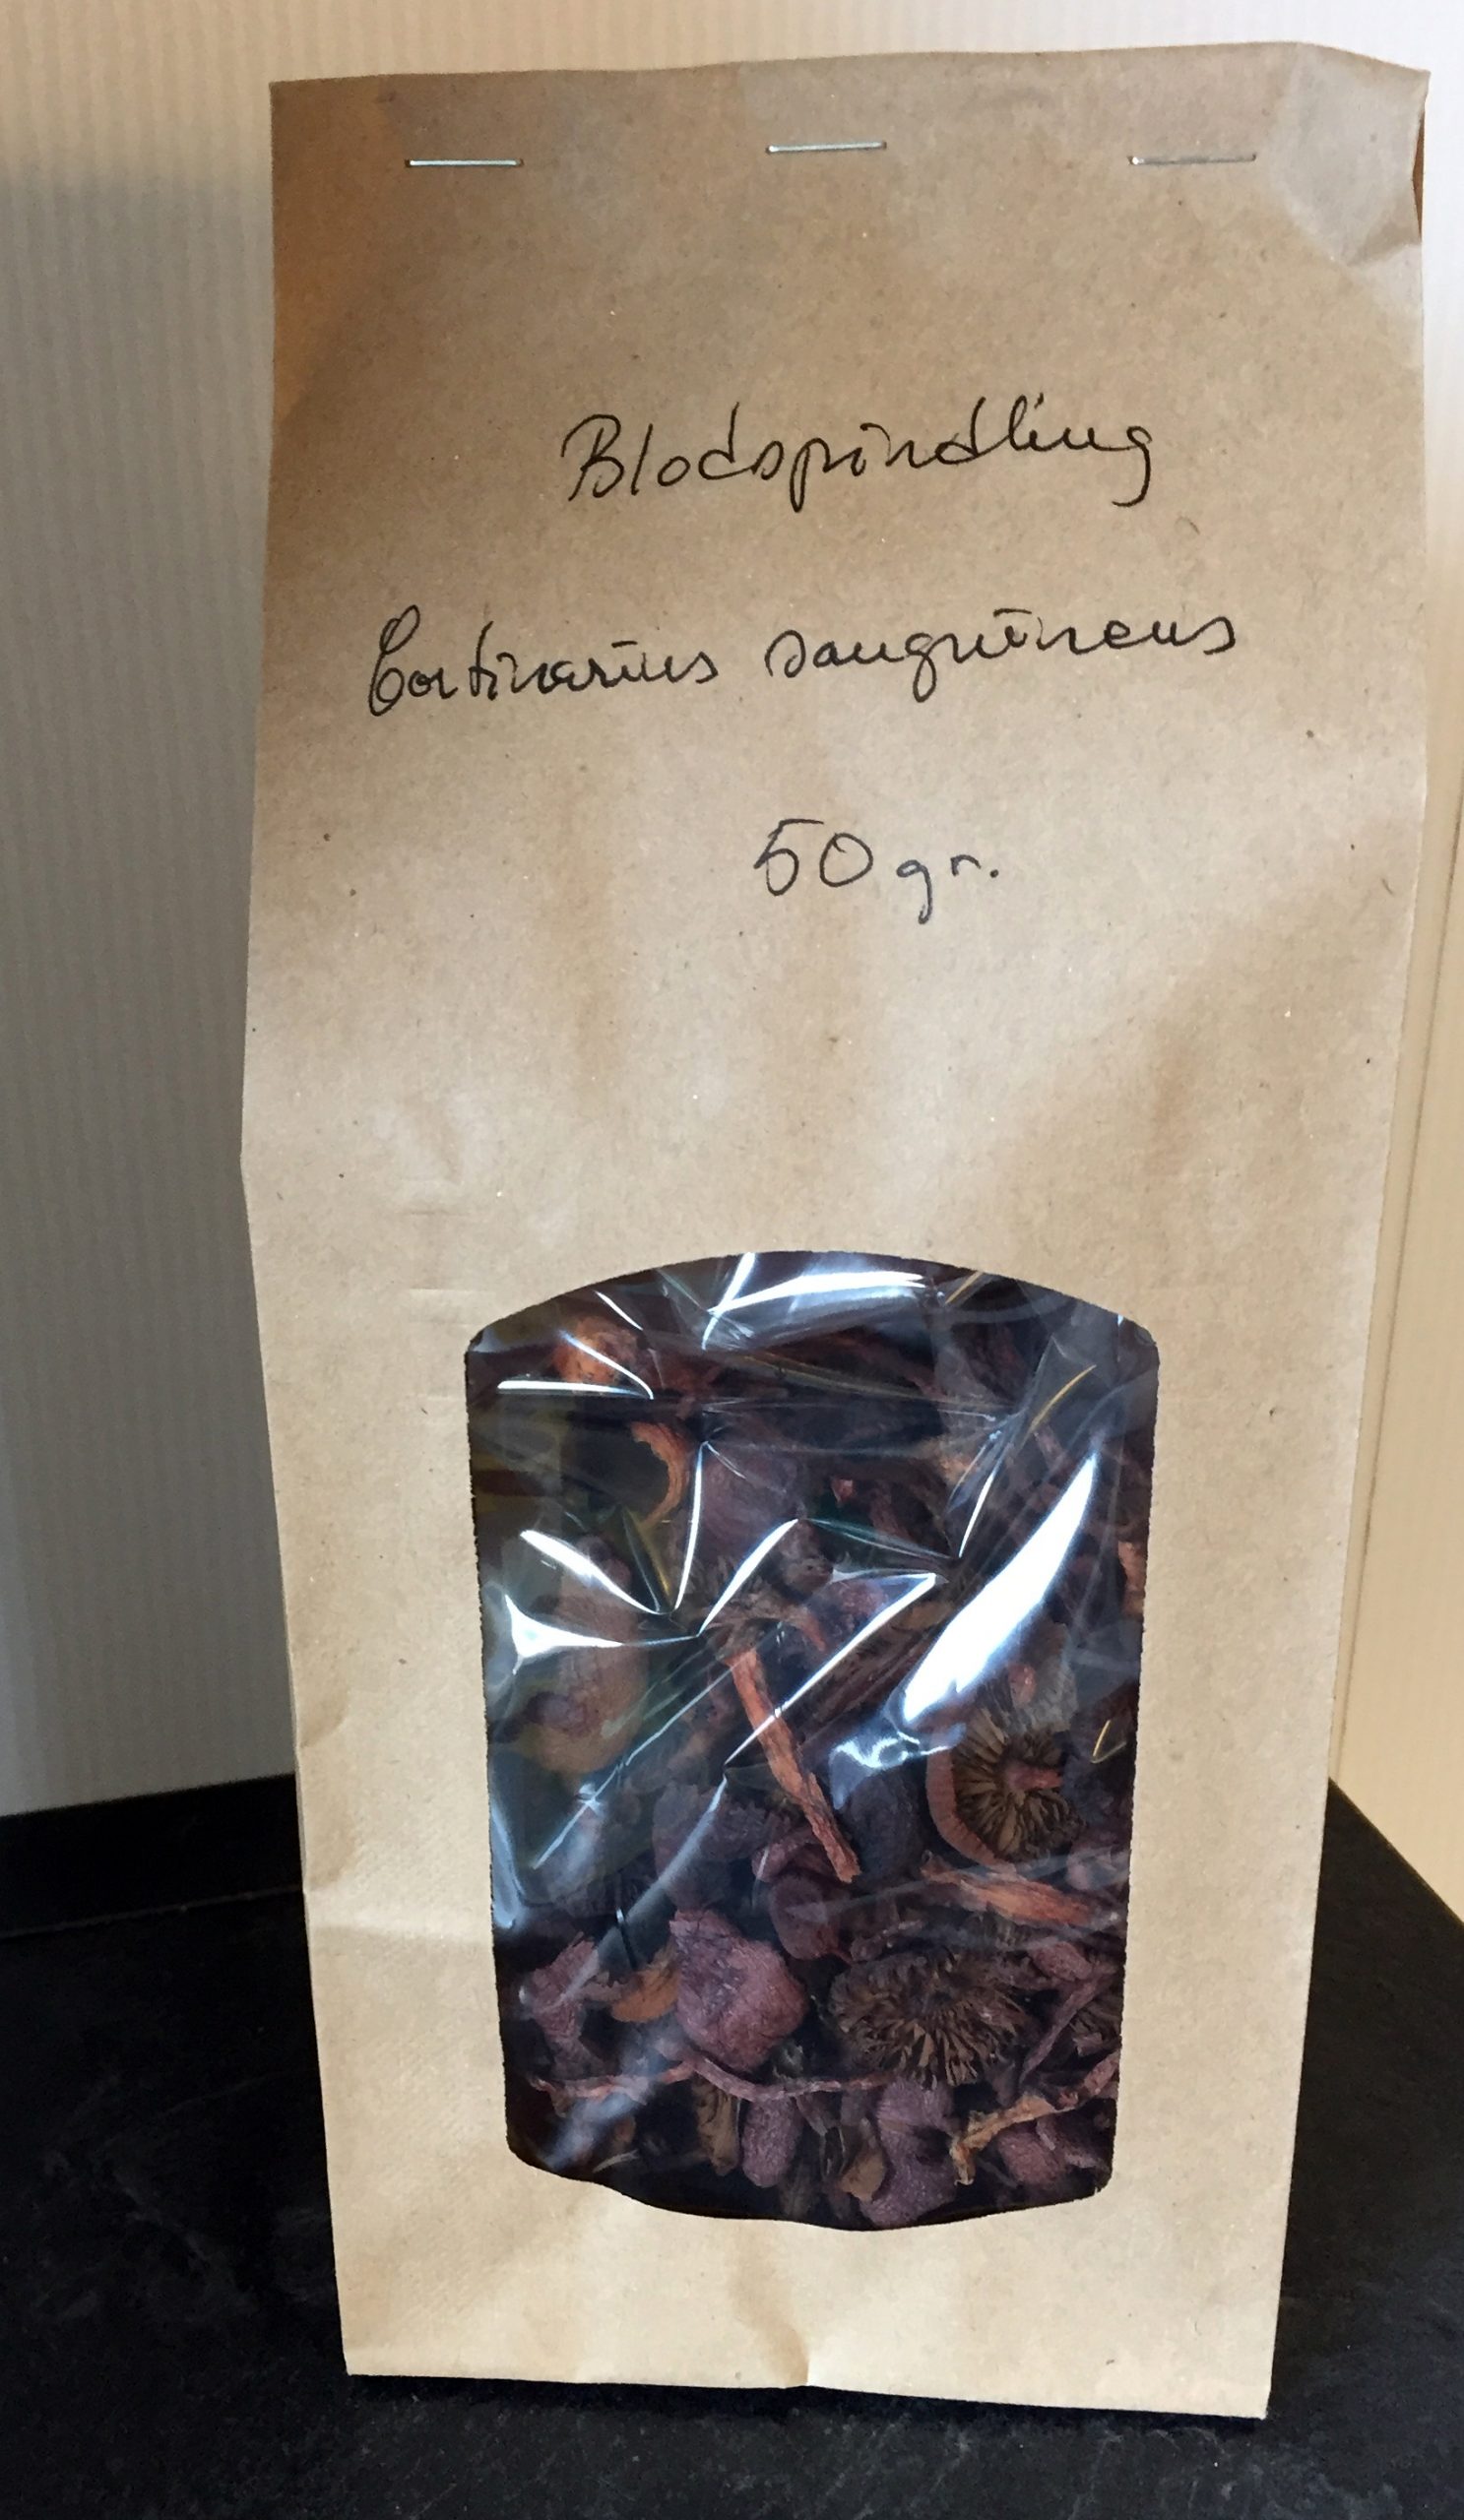 Blodspindling
Cortinarius sanguineus
50 gr.